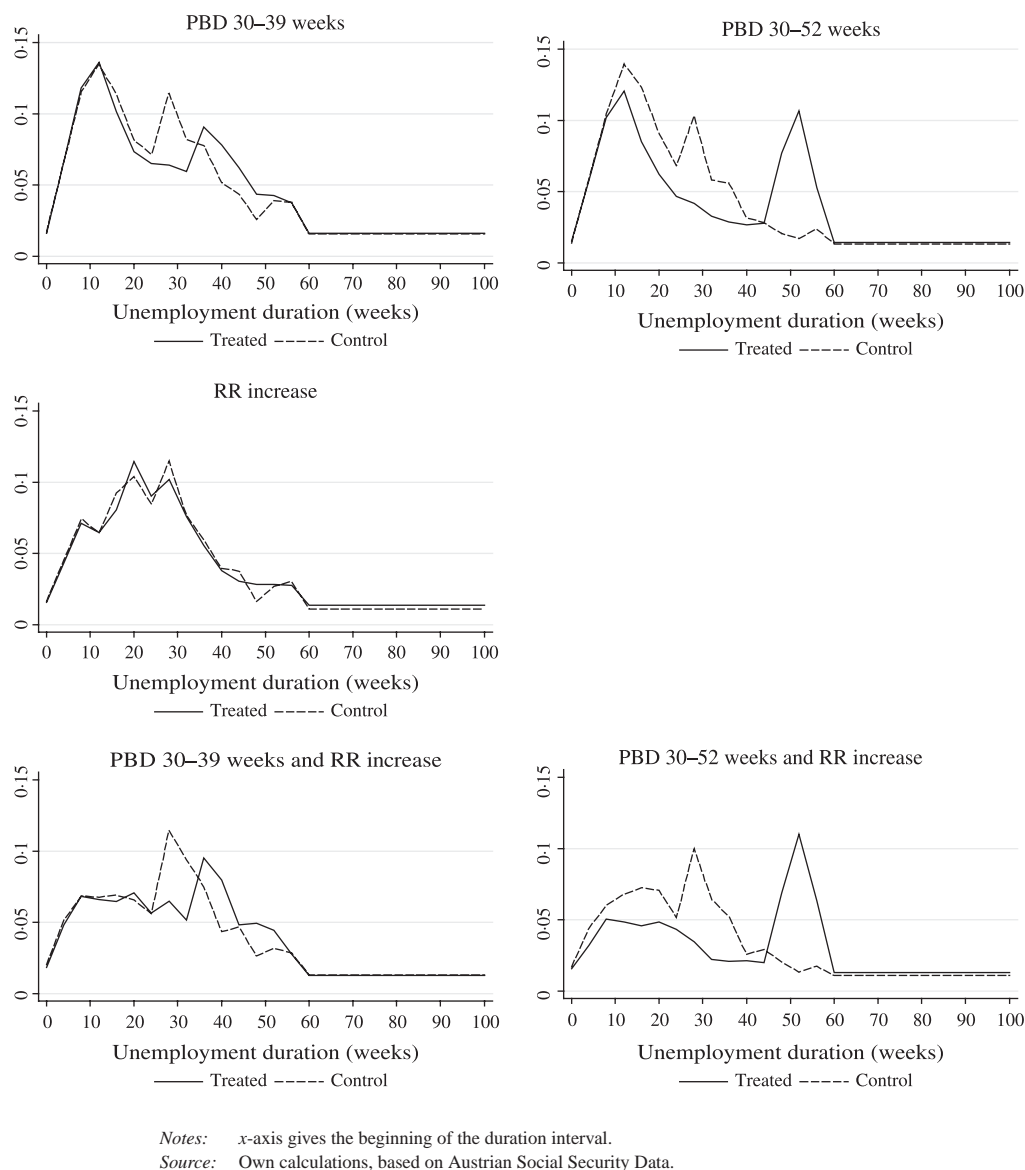 PBD 30–39 weeks
0·15
0·1
0·05
0
0 10 20 30 40 50 60 70 80 90 100
Unemployment duration (weeks)
Treated Control
PBD 30–52 weeks
0·15
0·1
0·05
0
0 10 20 30 40 50 60 70 80 90 100
Unemployment duration (weeks)
Treated Control
RR increase
0·15
0·1
0·05
0
0 10 20 30 40 50 60 70 80 90 100
Unemployment duration (weeks)
Treated Control
PBD 30–39 weeks and RR increase
0·15
0·1
0·05
0
0 10 20 30 40 50 60 70 80 90 100
Unemployment duration (weeks)
Treated Control
PBD 30–52 weeks and RR increase
0·15
0·1
0·05
0
0 10 20 30 40 50 60 70 80 90 100
Unemployment duration (weeks)
Treated Control
Notes: x-axis gives the beginning of the duration interval.
Source: Own calculations, based on Austrian Social Security Data.